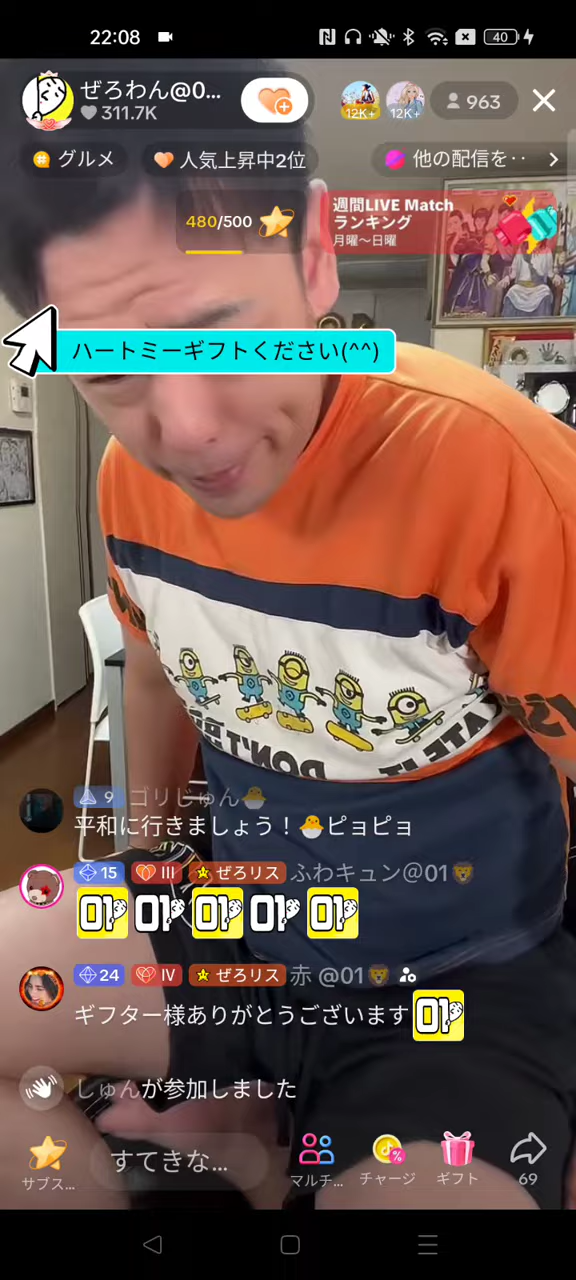 22:08
40
ぜろわん@0...
311.7K
12K+
12K+
963
グルメ
人気上昇中2位
他の配信を‥
480/500
週間LIVE Match
ランキング
月曜〜日曜
ハートミーギフトください(^^)
DON'T
ATE IT
9 ゴリじゅん🐣
平和に行きましょう!🐣ピヨピヨ
15 III ぜろリス ふわキュン@01🦁
01 01 01 01 01
24 IV ぜろリス 赤 @01🦁
ギフター様ありがとうございます 01
しゅんが参加しました
すてきな...
サブス...
マルチ...
チャージ
ギフト
69